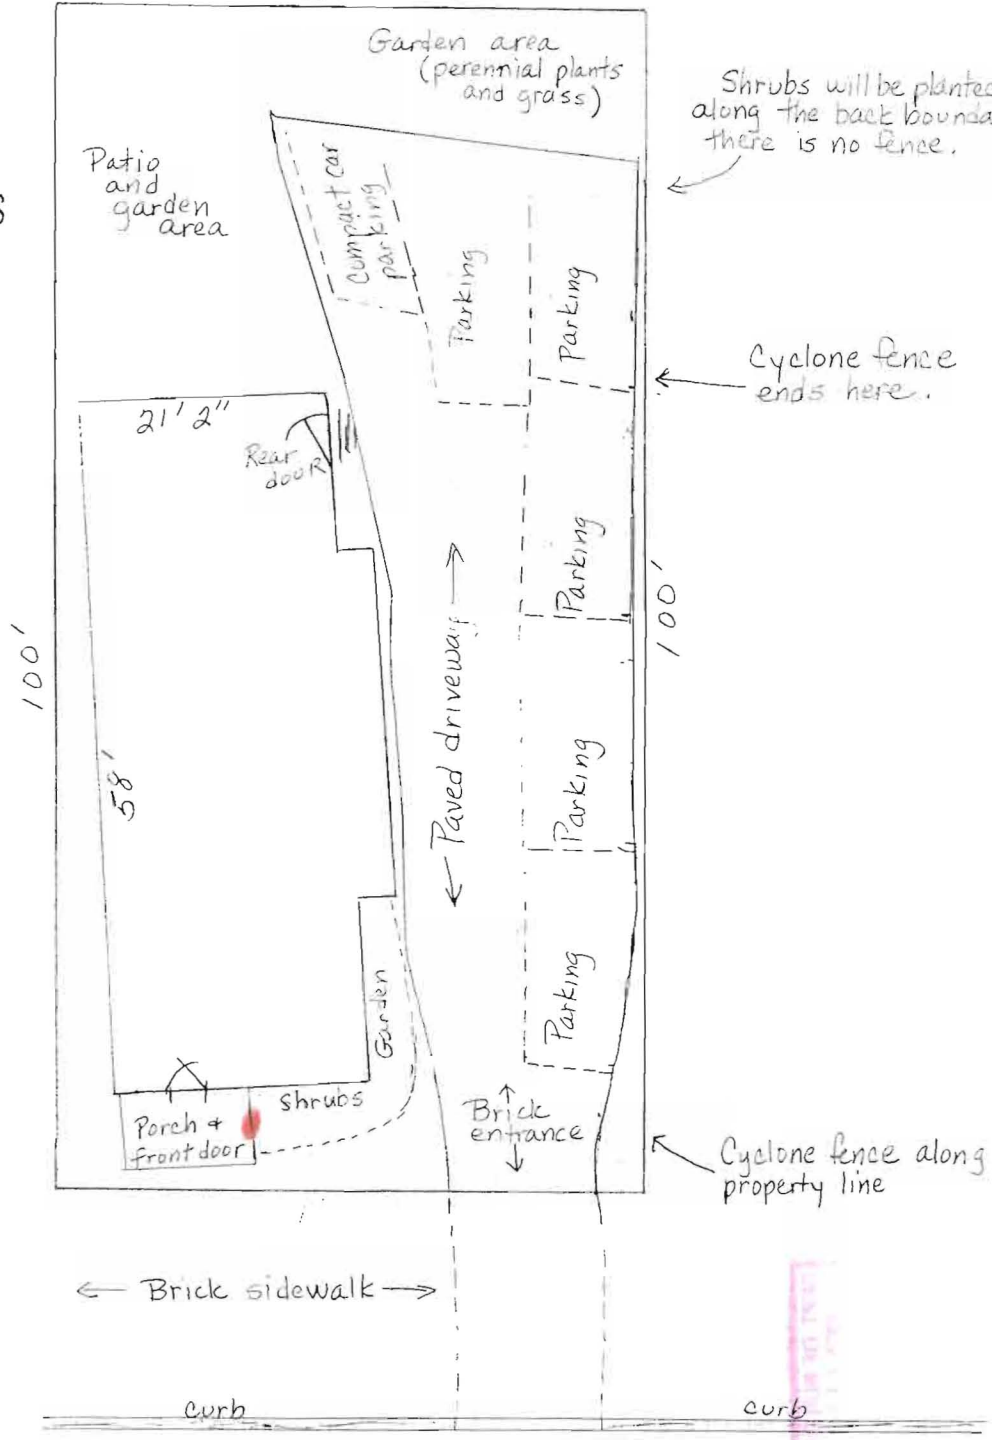 Garden area
(perennial plants
and grass)
Shrubs will be planted
along the back
there is no fence.
Patio
and
garden
area
Compact car
parking
Parking
Parking
Cyclone fence
ends here.
21' 2"
Rear
door
Parking
100'
100'
Paved driveway
58'
Parking
Parking
Garden
Shrubs
Porch &
front door
Brick
entrance
Cyclone fence along
property line
Brick sidewalk
curb
curb